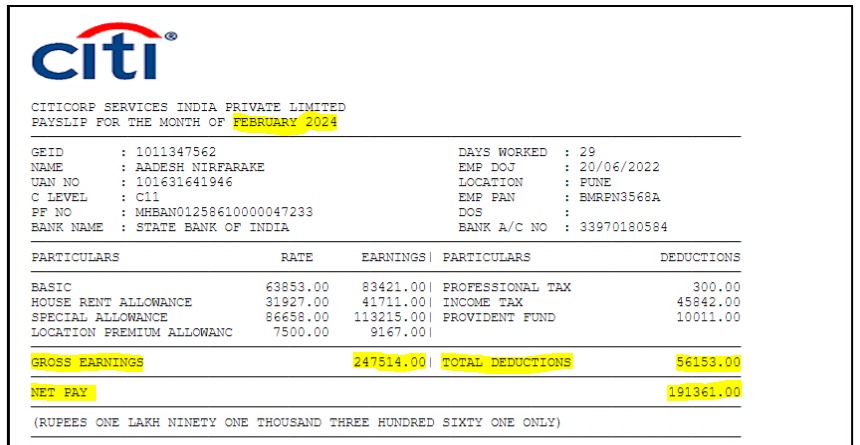 citi®
CITICORP SERVICES INDIA PRIVATE LIMITED
PAYSLIP FOR THE MONTH OF FEBRUARY 2024
GEID : 1011347562 DAYS WORKED : 29
NAME : AADESH NIRFARAKE EMP DOJ : 20/06/2022
UAN NO : 101631641946 LOCATION : PUNE
C LEVEL : C11 EMP PAN : BMRPN3568A
PF NO : MHBAN01258610000047233 DOS :
BANK NAME : STATE BANK OF INDIA BANK A/C NO : 33970180584
PARTICULARS RATE EARNINGS| PARTICULARS DEDUCTIONS
BASIC 63853.00 83421.00| PROFESSIONAL TAX 300.00
HOUSE RENT ALLOWANCE 31927.00 41711.00| INCOME TAX 45842.00
SPECIAL ALLOWANCE 86658.00 113215.00| PROVIDENT FUND 10011.00
LOCATION PREMIUM ALLOWANC 7500.00 9167.00|
GROSS EARNINGS 247514.00| TOTAL DEDUCTIONS 56153.00
NET PAY 191361.00
(RUPEES ONE LAKH NINETY ONE THOUSAND THREE HUNDRED SIXTY ONE ONLY)